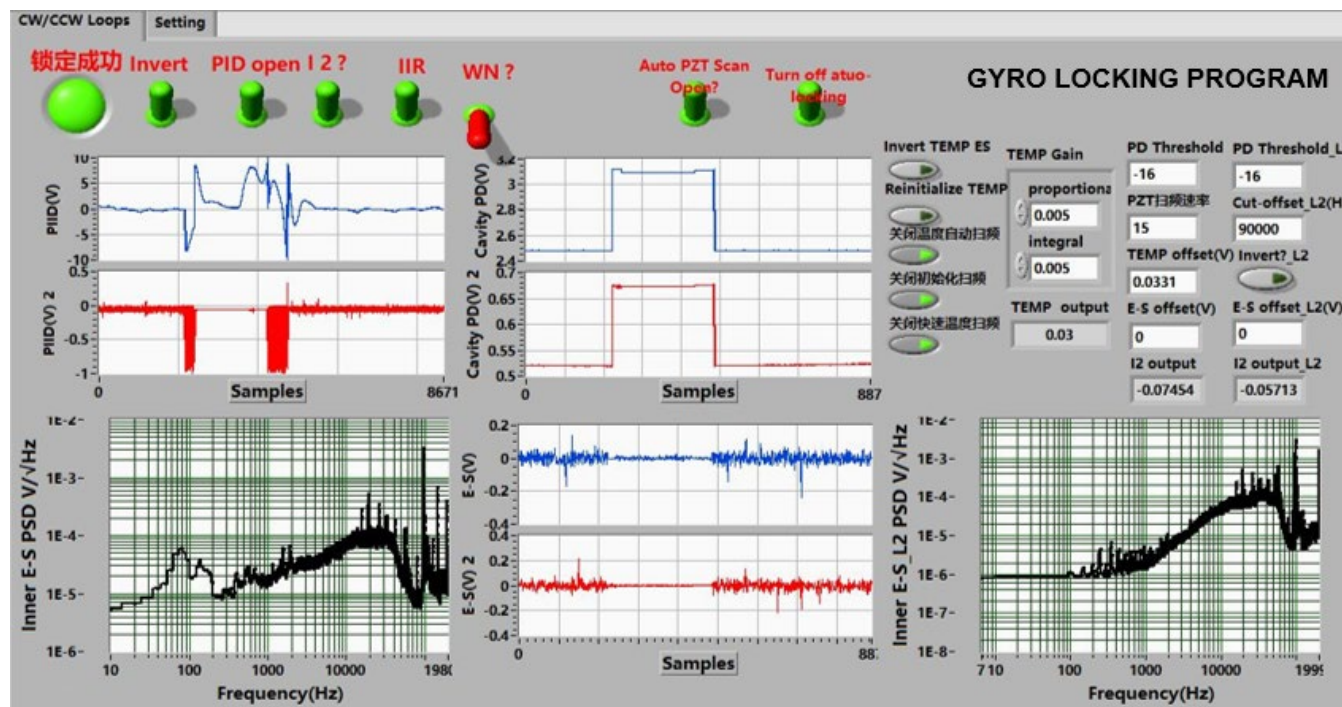 CW/CCW Loops
Setting
锁定成功
Invert
PID open I 2 ?
IIR
WN ?
Auto PZT Scan
Open?
Turn off atuo-
locking
GYRO LOCKING PROGRAM
10
5
0
-5
-10
PIID(V)
0.5
0
-0.5
-1
PIID(V) 2
0
Samples
8671
3.2
3
2.8
2.6
2.4
Cavity PD(V)
0.7
0.65
0.6
0.55
0.5
Cavity PD(V) 2
0
Samples
887
Invert TEMP ES
Reinitialize TEMP
关闭温度自动扫频
关闭初始化扫频
关闭快速温度扫频
TEMP Gain
proportiona
0.005
integral
0.005
TEMP output
0.03
PD Threshold
-16
PZT扫频速率
15
TEMP offset(V)
0.0331
E-S offset(V)
0
I2 output
-0.07454
PD Threshold_L
-16
Cut-offset_L2(H
90000
Invert?_L2
E-S offset_L2(V)
0
I2 output_L2
-0.05713
1E-2
1E-3
1E-4
1E-5
1E-6
Inner E-S PSD V/√Hz
10
100
1000
10000
1980
Frequency(Hz)
0.2
0
-0.2
-0.4
E-S(V)
0.4
0.2
0
-0.2
-0.4
E-S(V) 2
0
Samples
1E-2
1E-3
1E-4
1E-5
1E-6
1E-7
1E-8
Inner E-S_L2 PSD V/√Hz
7
10
100
1000
10000
Frequency(Hz)